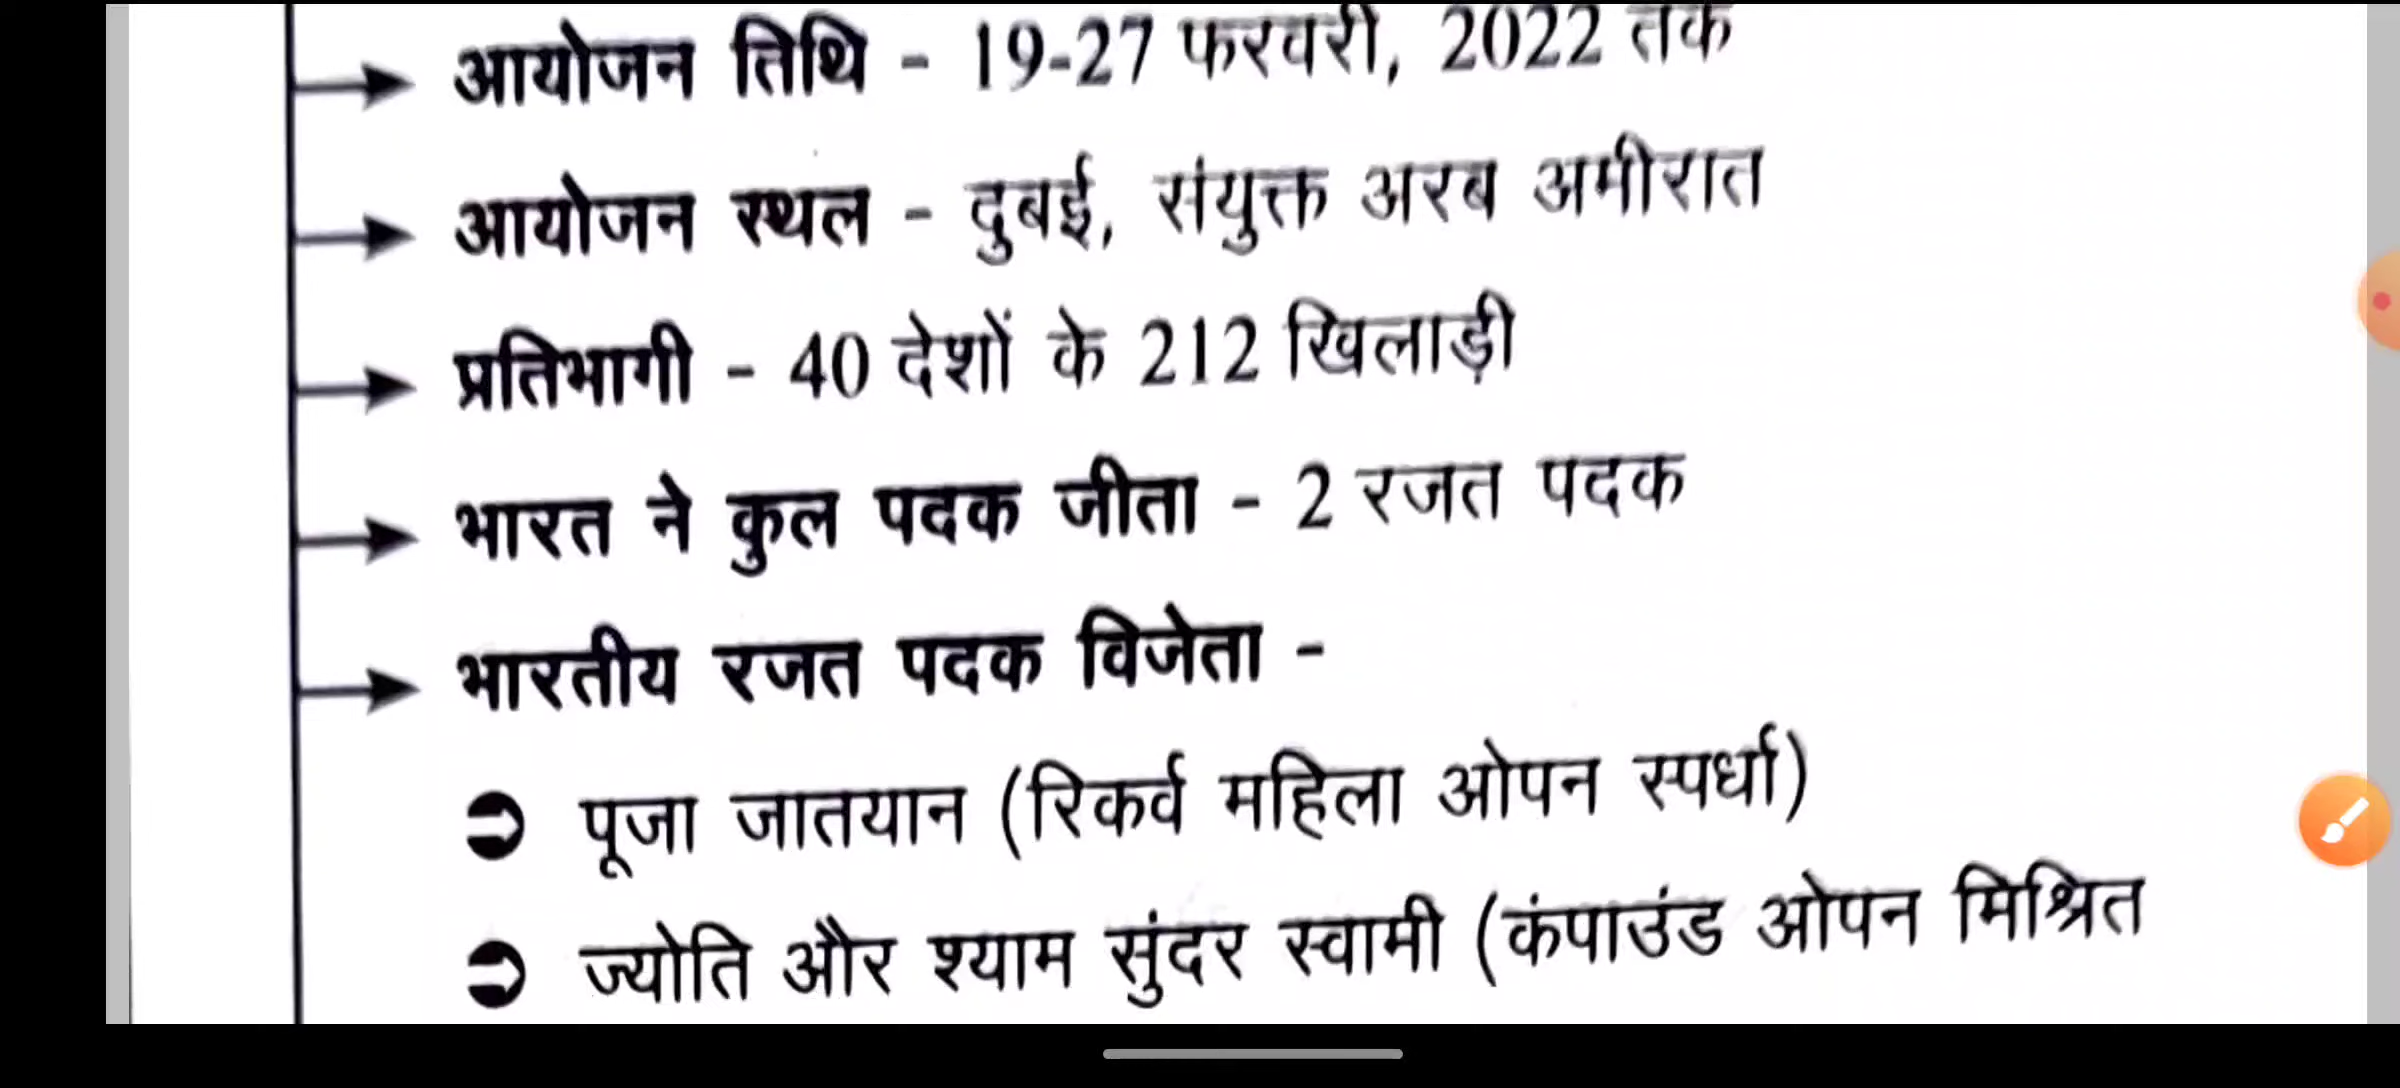 आयोजन तिथि - 19-27 फरवरी, 2022 तक
आयोजन स्थल - दुबई, संयुक्त अरब अमीरात
प्रतिभागी - 40 देशों के 212 खिलाड़ी
भारत ने कुल पदक जीता - 2 रजत पदक
भारतीय रजत पदक विजेता -
पूजा जातयान (रिकर्व महिला ओपन स्पर्धा)
ज्योति और श्याम सुंदर स्वामी (कंपाउंड ओपन मिश्रित